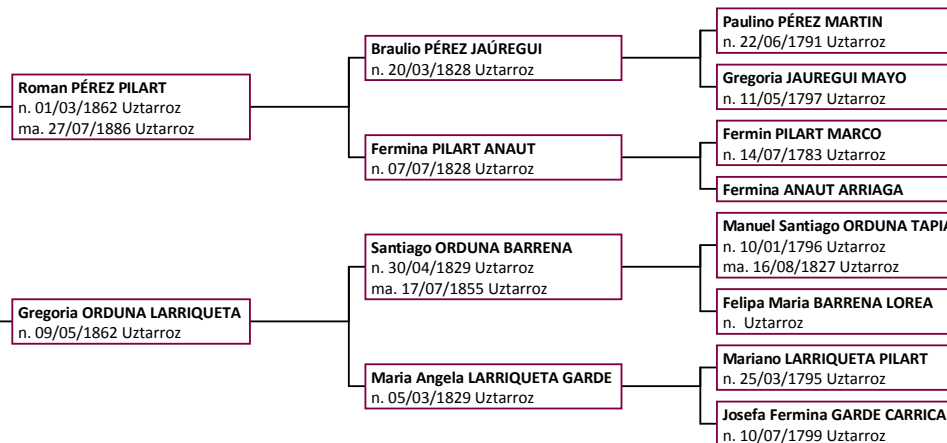 Roman PÉREZ PILART
n. 01/03/1862 Uztarroz
ma. 27/07/1886 Uztarroz
Gregoria ORDUNA LARRIQUETA
n. 09/05/1862 Uztarroz
Braulio PÉREZ JAÚREGUI
n. 20/03/1828 Uztarroz
Fermina PILART ANAUT
n. 07/07/1828 Uztarroz
Santiago ORDUNA BARRENA
n. 30/04/1829 Uztarroz
ma. 17/07/1855 Uztarroz
Maria Angela LARRIQUETA GARDE
n. 05/03/1829 Uztarroz
Paulino PÉREZ MARTIN
n. 22/06/1791 Uztarroz
Gregoria JAUREGUI MAYO
n. 11/05/1797 Uztarroz
Fermin PILART MARCO
n. 14/07/1783 Uztarroz
Fermina ANAUT ARRIAGA
Manuel Santiago ORDUNA TAPIA
n. 10/01/1796 Uztarroz
ma. 16/08/1827 Uztarroz
Felipa Maria BARRENA LOREA
n.  Uztarroz
Mariano LARRIQUETA PILART
n. 25/03/1795 Uztarroz
Josefa Fermina GARDE CARRICA
n. 10/07/1799 Uztarroz